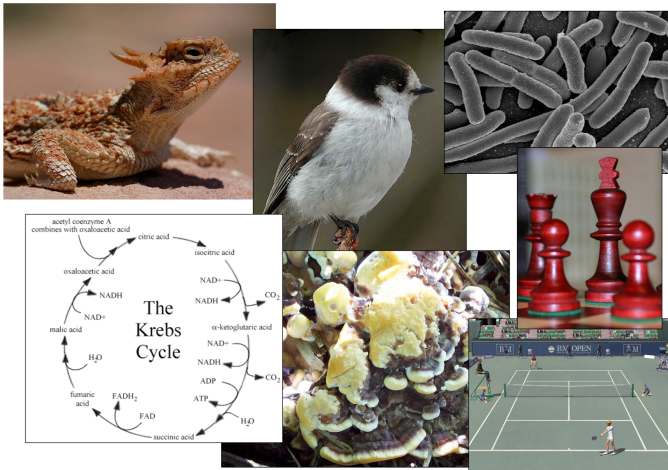 acetyl coenzyme A
combines with oxaloacetic acid
citric acid
isocitric acid
oxaloacetic acid
NAD+
NADH
CO2
NADH
NAD+
The
Krebs
Cycle
malic acid
α-ketoglutaric acid
NAD+
NADH
H2O
CO2
ADP
fumaric
acid
FADH2
ATP
FAD
H2O
succinic acid
B M
BM OPEN